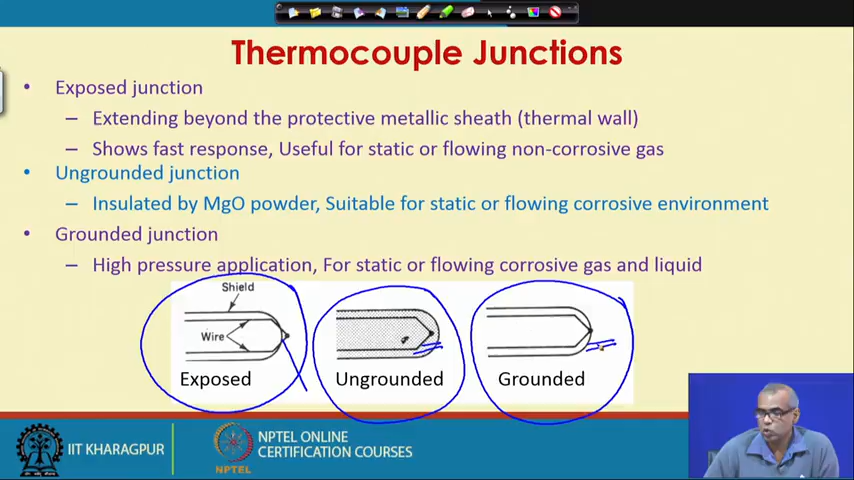 Thermocouple Junctions
• Exposed junction
– Extending beyond the protective metallic sheath (thermal wall)
– Shows fast response, Useful for static or flowing non-corrosive gas
• Ungrounded junction
– Insulated by MgO powder, Suitable for static or flowing corrosive environment
• Grounded junction
– High pressure application, For static or flowing corrosive gas and liquid
Shield
Wire
Exposed
Ungrounded
Grounded
IIT KHARAGPUR
NPTEL
NPTEL ONLINE
CERTIFICATION COURSES